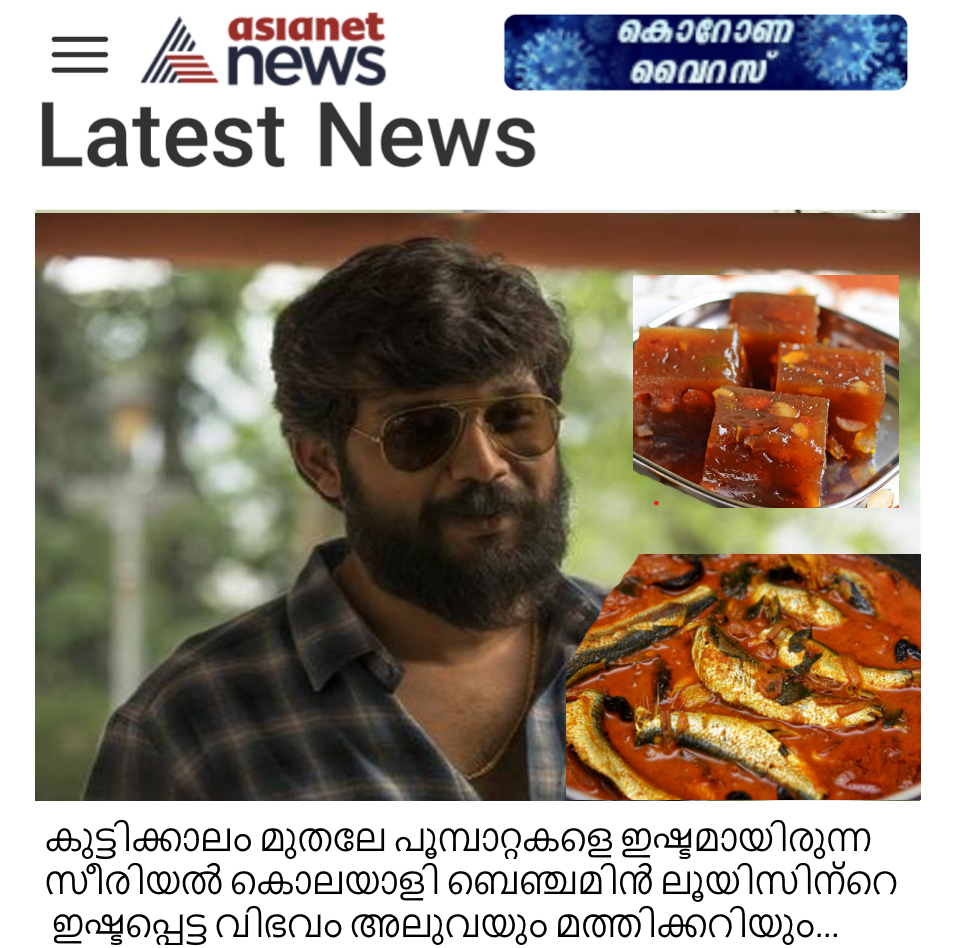 asianet
news
കൊറോണ
വൈറസ്
Latest News
കുട്ടിക്കാലം മുതലേ പൂമ്പാറ്റകളെ ഇഷ്ടമായിരുന്ന
സീരിയൽ കൊലയാളി ബെഞ്ചമിൻ ലൂയിസിന്റെ
ഇഷ്ടപ്പെട്ട വിഭവം അലുവയും മത്തിക്കറിയും...